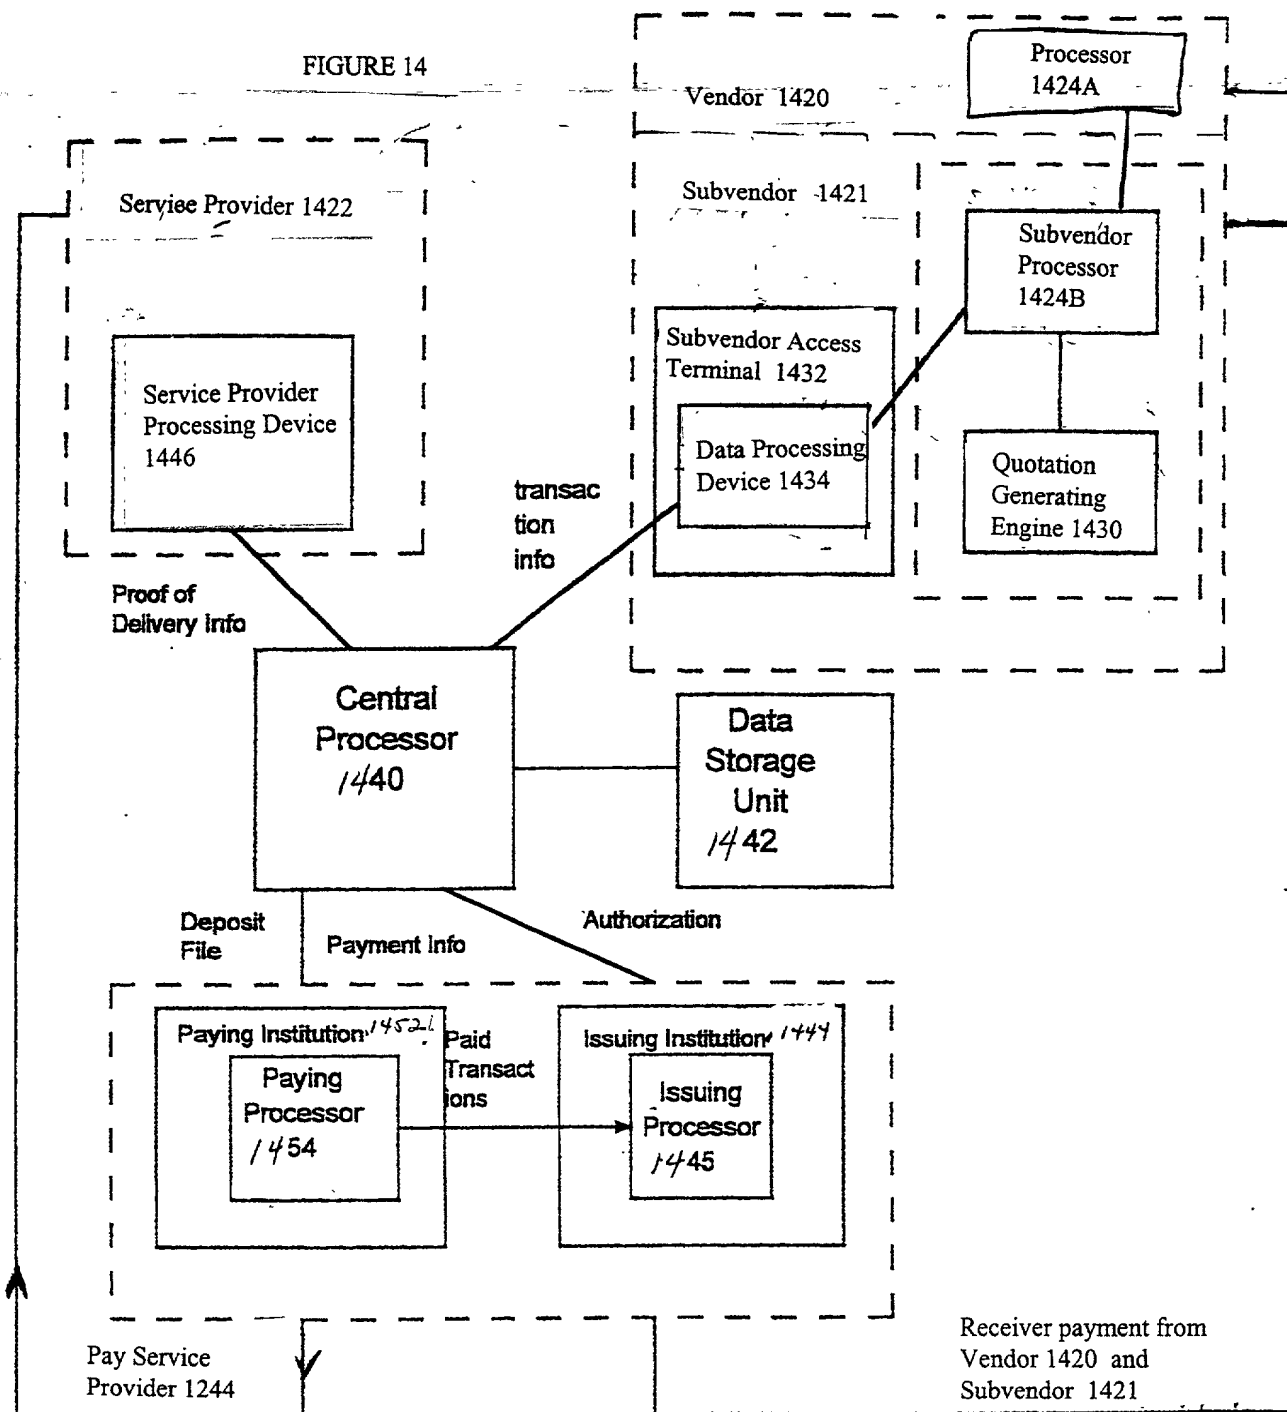 FIGURE 14
Processor
1424A
Vendor 1420
Service Provider 1422
Subvendor 1421
Subvendor
Processor
1424B
Subvendor Access
Terminal 1432
Service Provider
Processing Device
1446
Data Processing
Device 1434
Quotation
Generating
Engine 1430
transac
tion
info
Proof of
Delivery Info
Central
Processor
1440
Data
Storage
Unit
1442
Deposit
File
Payment Info
Authorization
Paying Institution 1452
Paid
Transact
ions
Issuing Institution 1444
Paying
Processor
1454
Issuing
Processor
1445
Pay Service
Provider 1244
Receiver payment from
Vendor 1420 and
Subvendor 1421